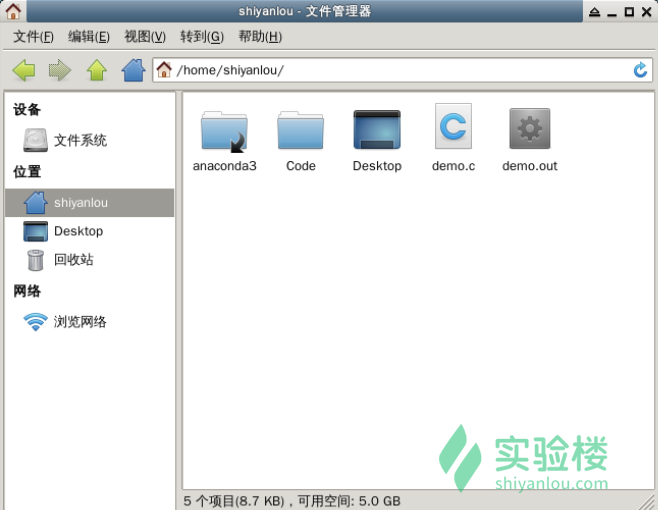 shiyanlou - 文件管理器
文件(F) 编辑(E) 视图(V) 转到(G) 帮助(H)
/home/shiyanlou/
设备
文件系统
位置
shiyanlou
Desktop
回收站
网络
浏览网络
anaconda3 Code Desktop demo.c demo.out
实验楼
shiyanlou.com
5 个项目(8.7 KB)，可用空间: 5.0 GB